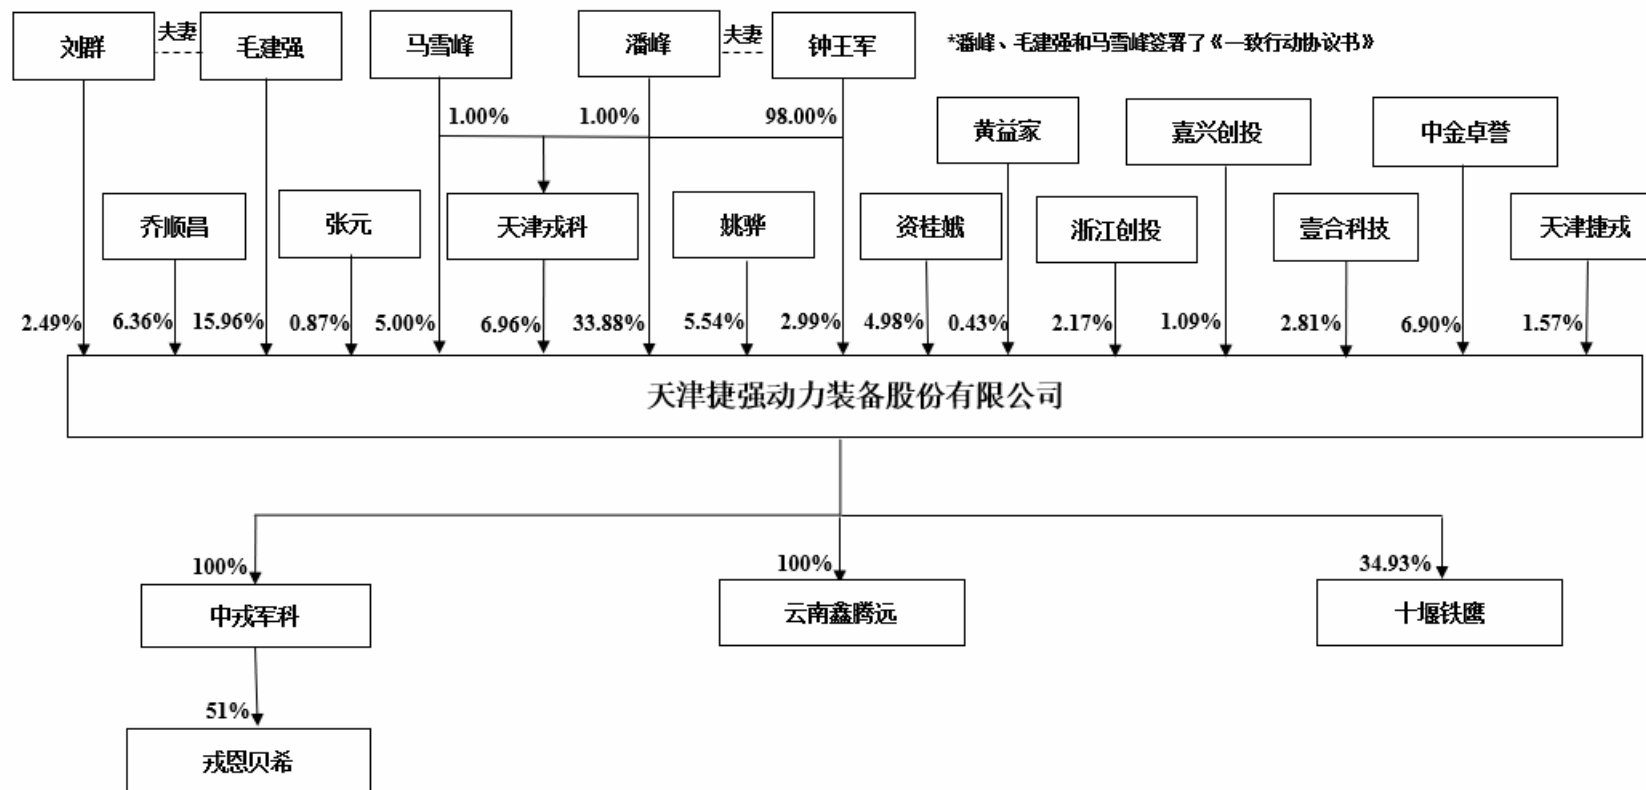 刘群
夫妻
毛建强
马雪峰
潘峰
夫妻
钟王军
*潘峰、毛建强和马雪峰签署了《一致行动协议书》
1.00%
1.00%
98.00%
黄益家
嘉兴创投
中金卓誉
乔顺昌
张元
天津戎科
姚骅
资桂娥
浙江创投
壹合科技
天津捷戎
2.49%
6.36%
15.96%
0.87%
5.00%
6.96%
33.88%
5.54%
2.99%
4.98%
0.43%
2.17%
1.09%
2.81%
6.90%
1.57%
天津捷强动力装备股份有限公司
100%
100%
34.93%
中戎军科
云南鑫腾远
十堰铁鹰
51%
戎恩贝希